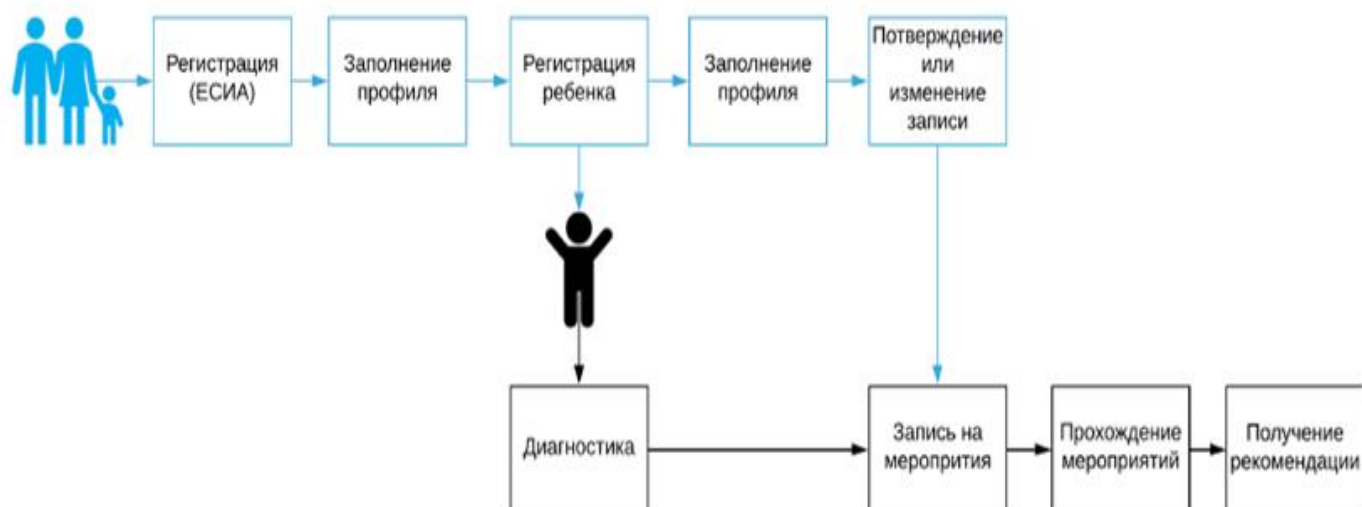 Регистрация
(ЕСИА)
Заполнение
профиля
Регистрация
ребенка
Заполнение
профиля
Потверждение
или
изменение
записи
Диагностика
Запись на
меропрития
Прохождение
мероприятий
Получение
рекомендации